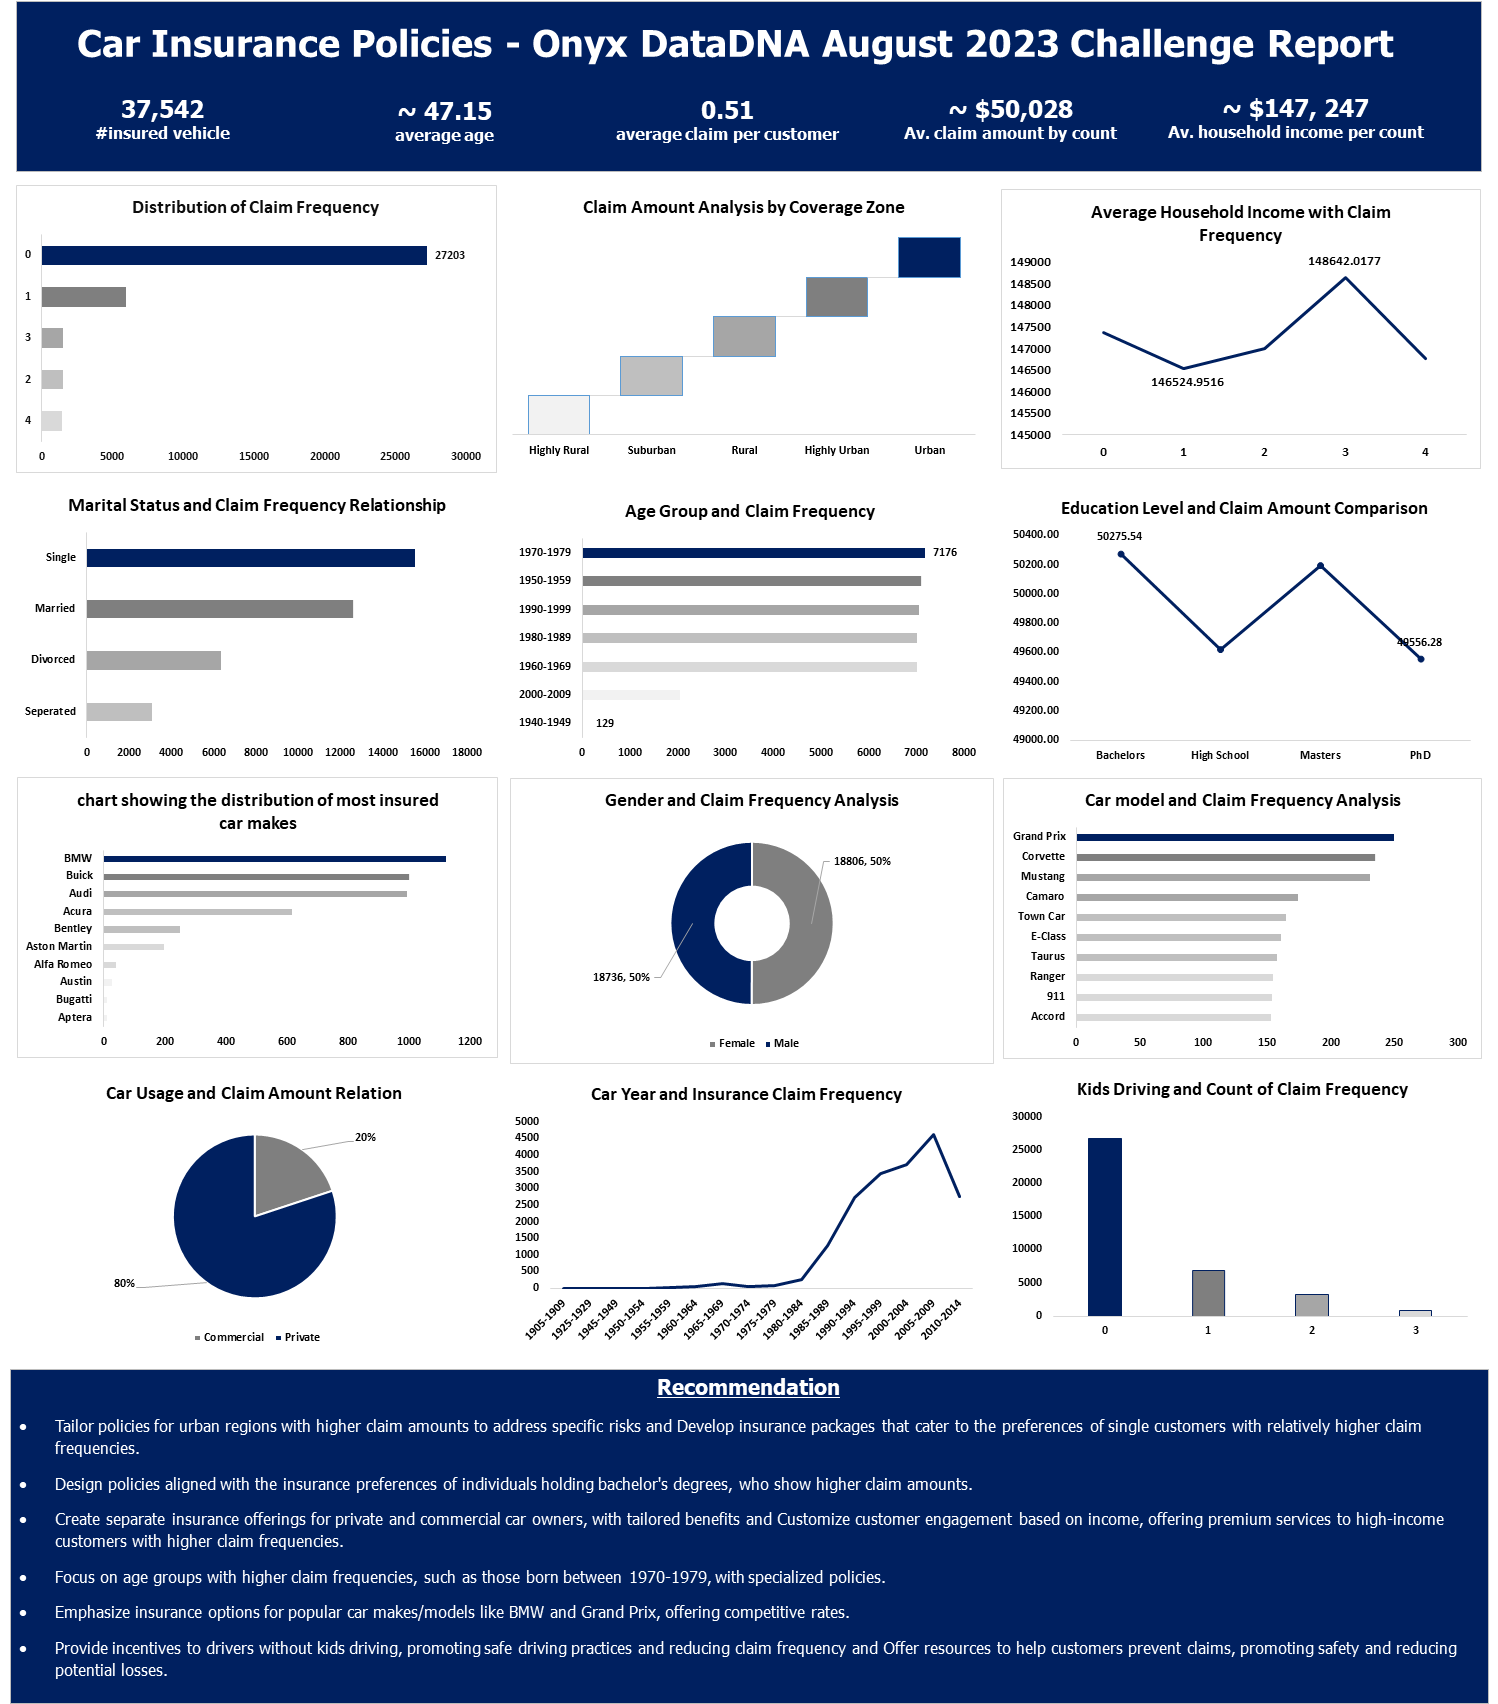 Car Insurance Policies - Onyx DataDNA August 2023 Challenge Report
37,542
#insured vehicle
~ 47.15
average age
0.51
average claim per customer
~ $50,028
Av. claim amount by count
~ $147, 247
Av. household income per count
Distribution of Claim Frequency
0
27203
1
3
2
4
0 5000 10000 15000 20000 25000 30000
Claim Amount Analysis by Coverage Zone
Highly Rural Suburban Rural Highly Urban Urban
Average Household Income with Claim
Frequency
149000
148500
148000
147500
147000
146500
146000
145500
145000
148642.0177
146524.9516
0 1 2 3 4
Marital Status and Claim Frequency Relationship
Single
Married
Divorced
Seperated
0 2000 4000 6000 8000 10000 12000 14000 16000 18000
Age Group and Claim Frequency
1970-1979
7176
1950-1959
1990-1999
1980-1989
1960-1969
2000-2009
1940-1949
129
0 1000 2000 3000 4000 5000 6000 7000 8000
Education Level and Claim Amount Comparison
50400.00
50200.00
50000.00
49800.00
49600.00
49400.00
49200.00
49000.00
50275.54
49556.28
Bachelors High School Masters PhD
chart showing the distribution of most insured
car makes
BMW
Buick
Audi
Acura
Bentley
Aston Martin
Alfa Romeo
Austin
Bugatti
Aptera
0 200 400 600 800 1000 1200
Gender and Claim Frequency Analysis
18806, 50%
18736, 50%
Female Male
Car model and Claim Frequency Analysis
Grand Prix
Corvette
Mustang
Camaro
Town Car
E-Class
Taurus
Ranger
911
Accord
0 50 100 150 200 250 300
Car Usage and Claim Amount Relation
20%
80%
Commercial Private
Car Year and Insurance Claim Frequency
5000
4500
4000
3500
3000
2500
2000
1500
1000
500
0
1905-1909 1925-1929 1945-1949 1950-1954 1955-1959 1960-1964 1965-1969 1970-1974 1975-1979 1980-1984 1985-1989 1990-1994 1995-1999 2000-2004 2005-2009 2010-2014
Kids Driving and Count of Claim Frequency
30000
25000
20000
15000
10000
5000
0
0 1 2 3
Recommendation
• Tailor policies for urban regions with higher claim amounts to address specific risks and Develop insurance packages that cater to the preferences of single customers with relatively higher claim
frequencies.
• Design policies aligned with the insurance preferences of individuals holding bachelor's degrees, who show higher claim amounts.
• Create separate insurance offerings for private and commercial car owners, with tailored benefits and Customize customer engagement based on income, offering premium services to high-income
customers with higher claim frequencies.
• Focus on age groups with higher claim frequencies, such as those born between 1970-1979, with specialized policies.
• Emphasize insurance options for popular car makes/models like BMW and Grand Prix, offering competitive rates.
• Provide incentives to drivers without kids driving, promoting safe driving practices and reducing claim frequency and Offer resources to help customers prevent claims, promoting safety and reducing
potential losses.